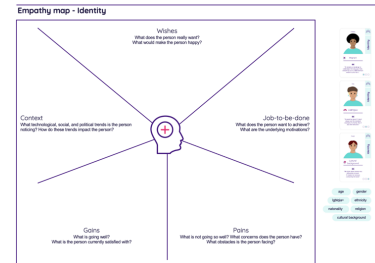 Empathy map - Identity
Wishes
What does the person really want?
What would make the person happy?
Context
What technological, social, and political trends is the person
noticing? How do these trends impact the person?
Job-to-be-done
What does the person want to achieve?
What are the underlying motivations?
Gains
What is going well?
What is the person currently satisfied with?
Pains
What is not going so well? What concerns does the person have?
What obstacles is the person facing?
age
gender
lgbtqia+
ethnicity
nationality
religion
cultural background